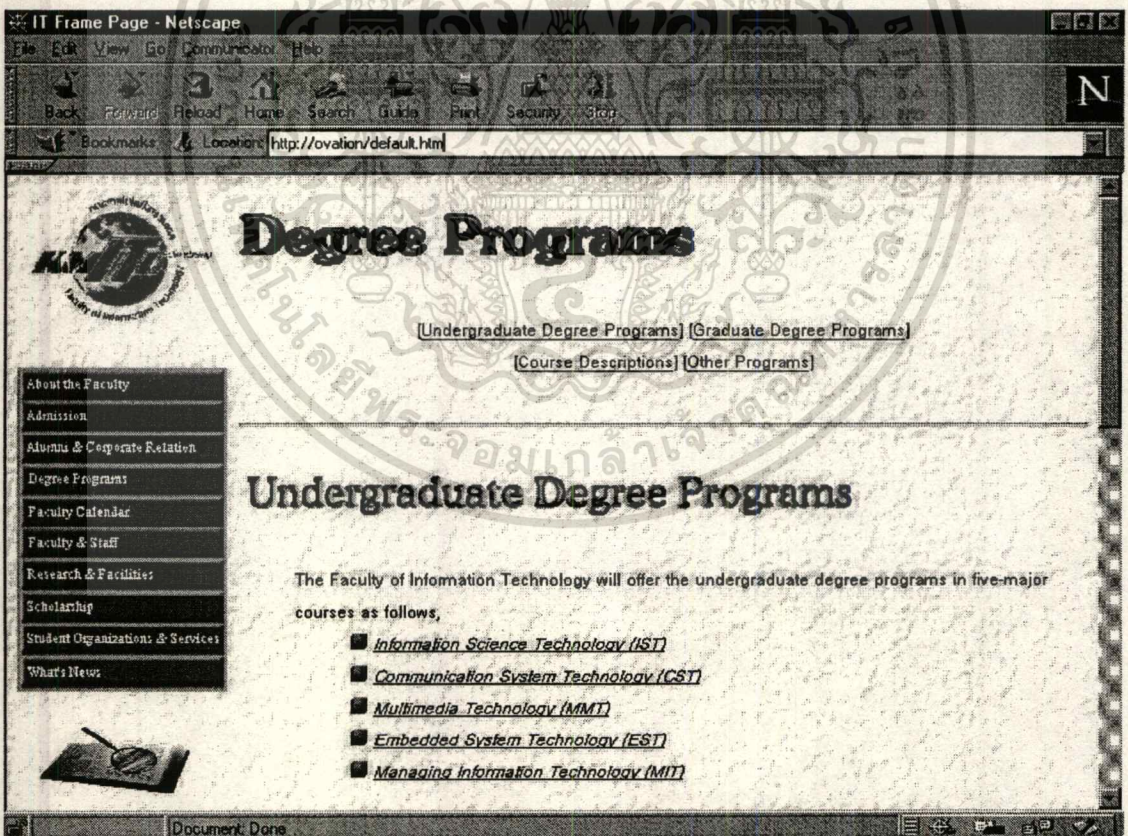 IT Frame Page - Netscape
File Edit View Go Communicator Help
Back Forward Reload Home Search Guide Print Security Stop
N
Bookmarks Location: http://ovation/default.htm
Degree Programs
[Undergraduate Degree Programs] [Graduate Degree Programs]
[Course Descriptions] [Other Programs]
About the Faculty
Admission
Alumni & Corporate Relation
Degree Programs
Faculty Calendar
Faculty & Staff
Research & Facilities
Scholarship
Student Organizations & Services
What's News
Undergraduate Degree Programs
The Faculty of Information Technology will offer the undergraduate degree programs in five-major
courses as follows,
Information Science Technology (IST)
Communication System Technology (CST)
Multimedia Technology (MMT)
Embedded System Technology (EST)
Managing Information Technology (MIT)
Document: Done